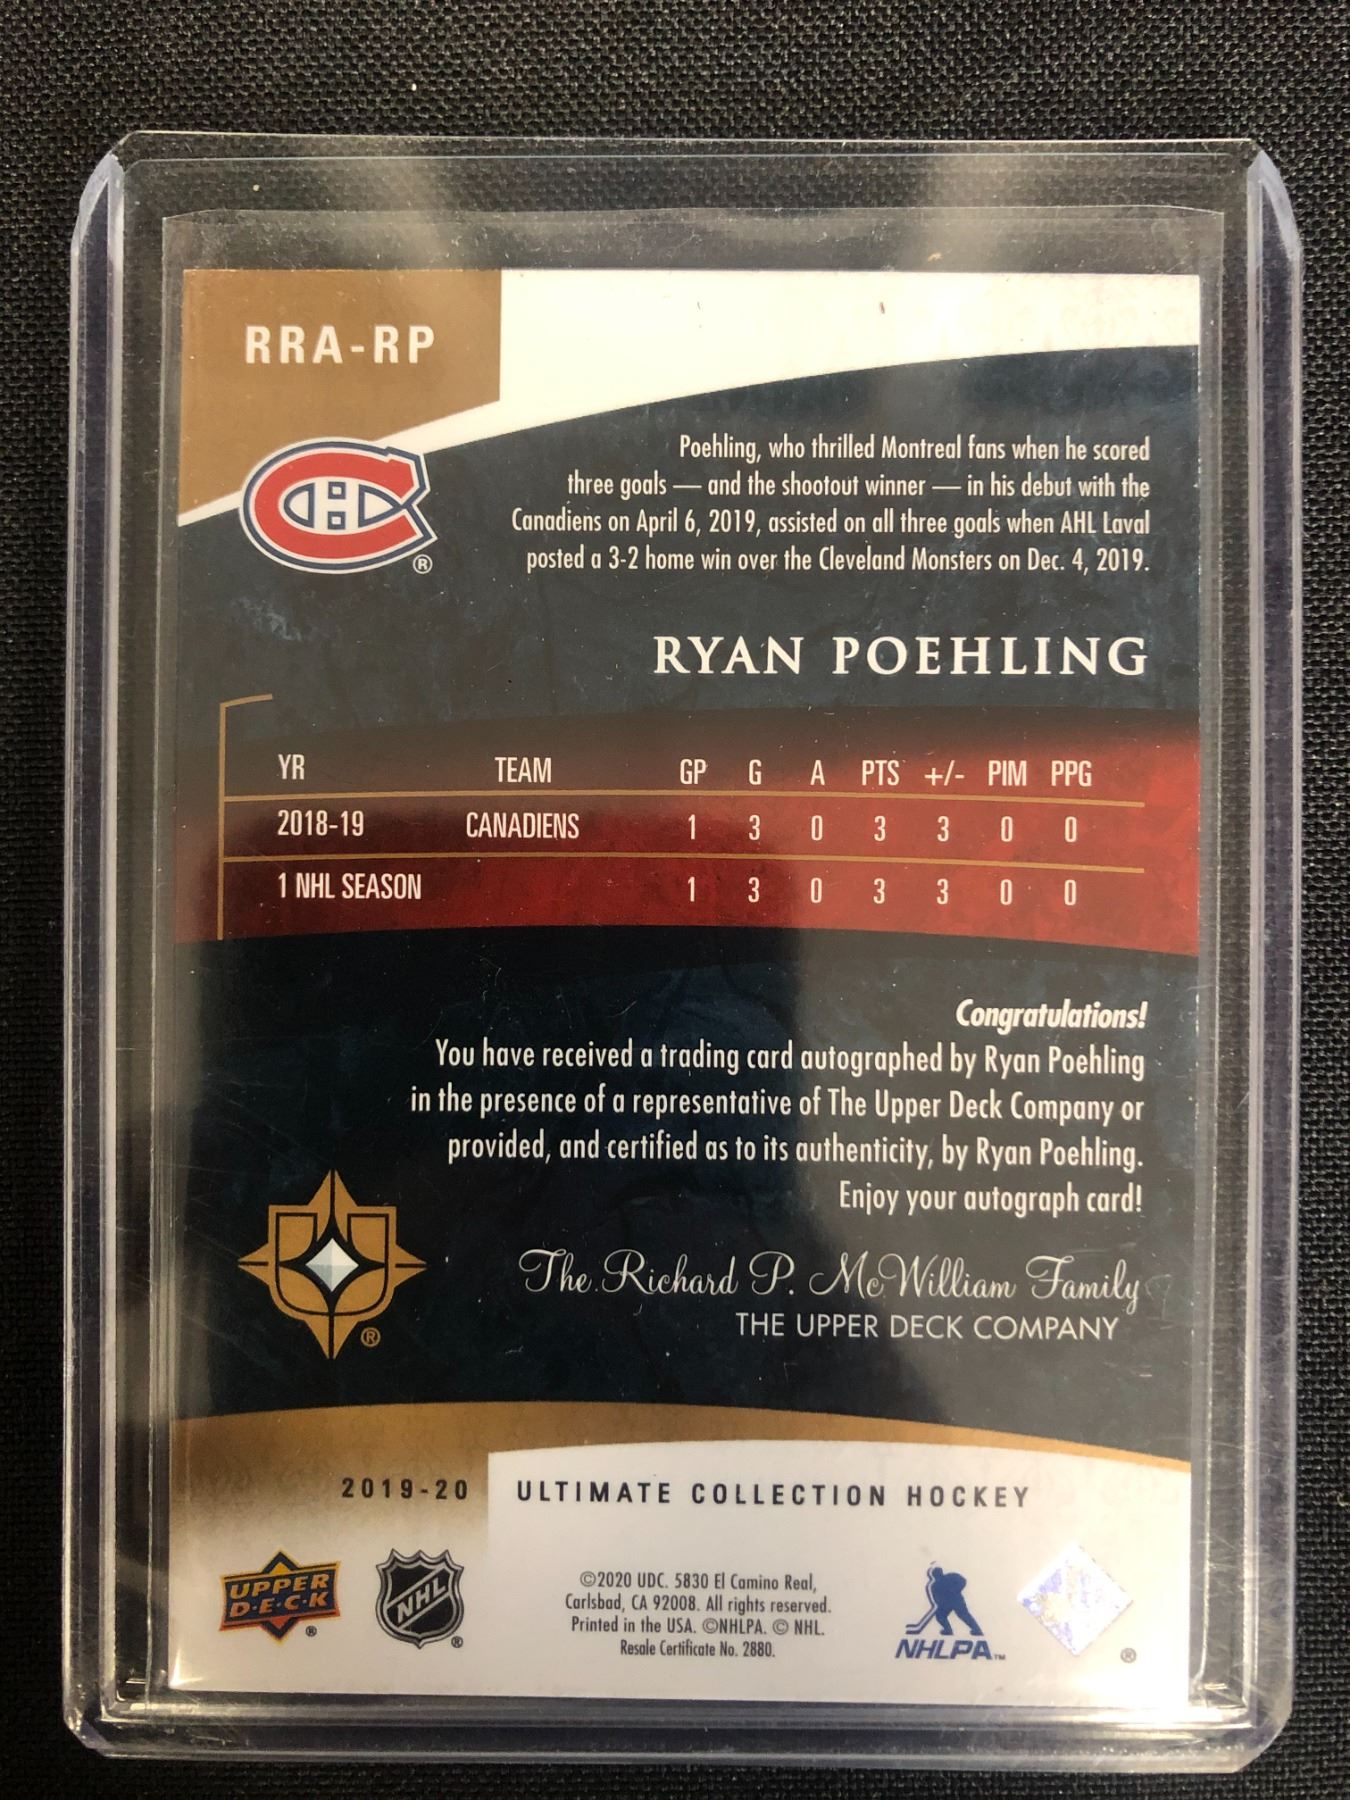 RRA-RP
®
Poehling, who thrilled Montreal fans when he scored
three goals — and the shootout winner — in his debut with the
Canadiens on April 6, 2019, assisted on all three goals when AHL Laval
posted a 3-2 home win over the Cleveland Monsters on Dec. 4, 2019.
RYAN POEHLING
YR TEAM GP G A PTS +/- PIM PPG
2018-19 CANADIENS 1 3 0 3 3 0 0
1 NHL SEASON 1 3 0 3 3 0 0
Congratulations!
You have received a trading card autographed by Ryan Poehling
in the presence of a representative of The Upper Deck Company or
provided, and certified as to its authenticity, by Ryan Poehling.
Enjoy your autograph card!
The Richard P. McWilliam Family
THE UPPER DECK COMPANY
®
2019-20 ULTIMATE COLLECTION HOCKEY
UPPER
D·E·C·K
®
NHL
®
©2020 UDC. 5830 El Camino Real,
Carlsbad, CA 92008. All rights reserved.
Printed in the USA. ©NHLPA. © NHL.
Resale Certificate No. 2880.
NHLPA™
®